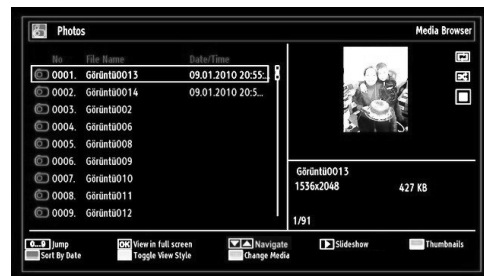 Photos
Media Browser
No File Name Date/Time
0001. Görüntü0013 09.01.2010 20:55:..
0002. Görüntü0014 09.01.2010 20:5...
0003. Görüntü002
0004. Görüntü006
0005. Görüntü008
0006. Görüntü009
0007. Görüntü010
0008. Görüntü011
0009. Görüntü012
Görüntü0013
1536x2048 427 KB
1/91
0...9 Jump OK View in full screen Navigate Slideshow Thumbnails
Sort By Date Toggle View Style Change Media